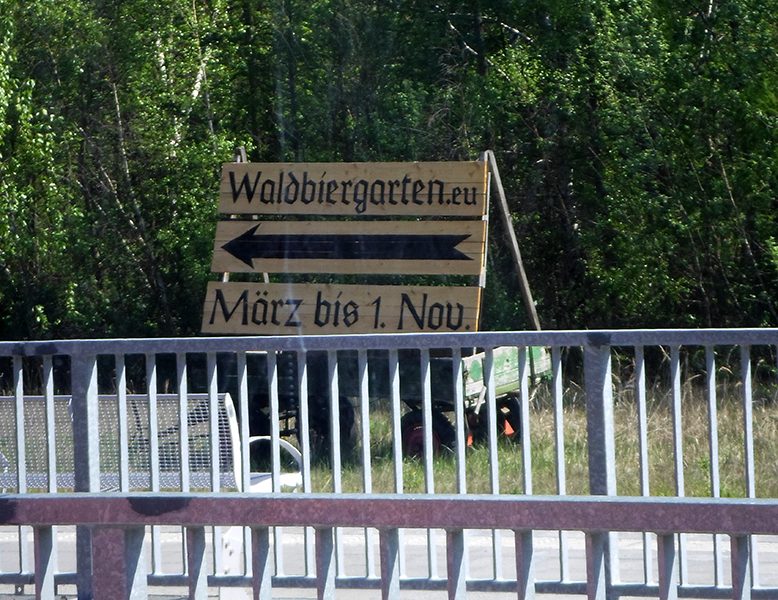 Waldbiergarten.eu
März bis 1. Nov.